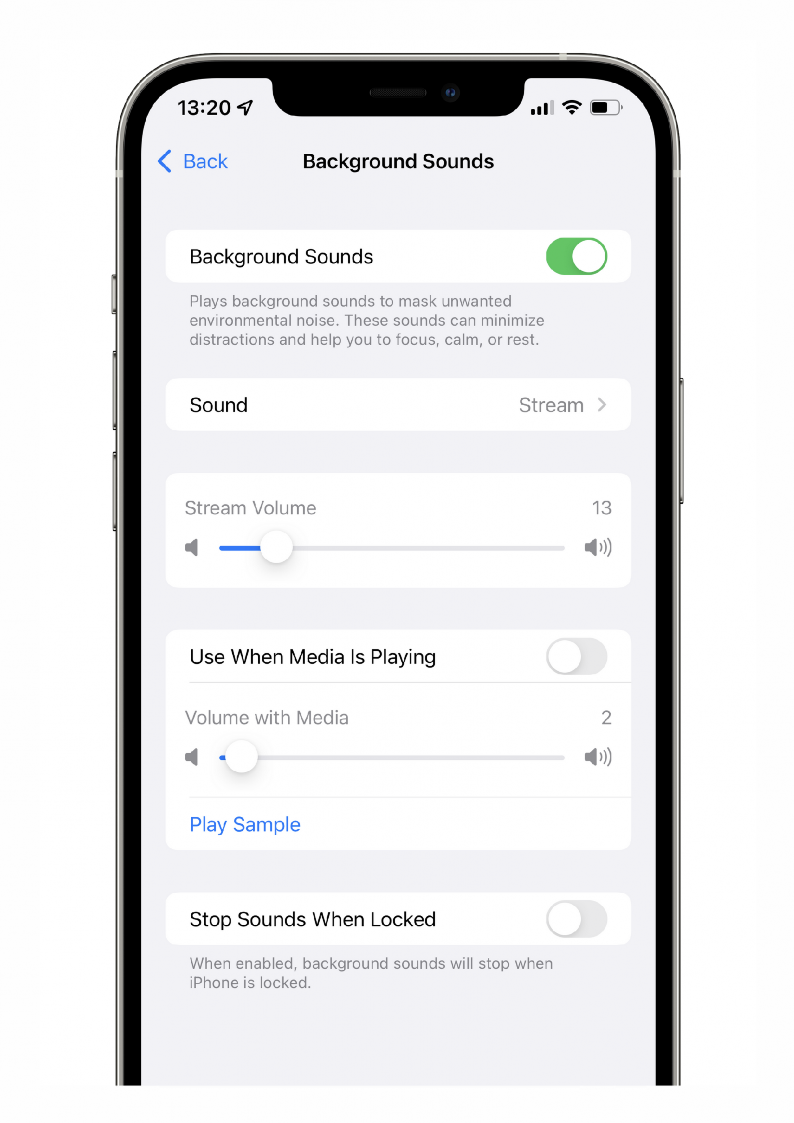 13:20
Back
Background Sounds
Background Sounds
Plays background sounds to mask unwanted
environmental noise. These sounds can minimize
distractions and help you to focus, calm, or rest.
Sound
Stream
Stream Volume
13
Use When Media Is Playing
Volume with Media
2
Play Sample
Stop Sounds When Locked
When enabled, background sounds will stop when
iPhone is locked.